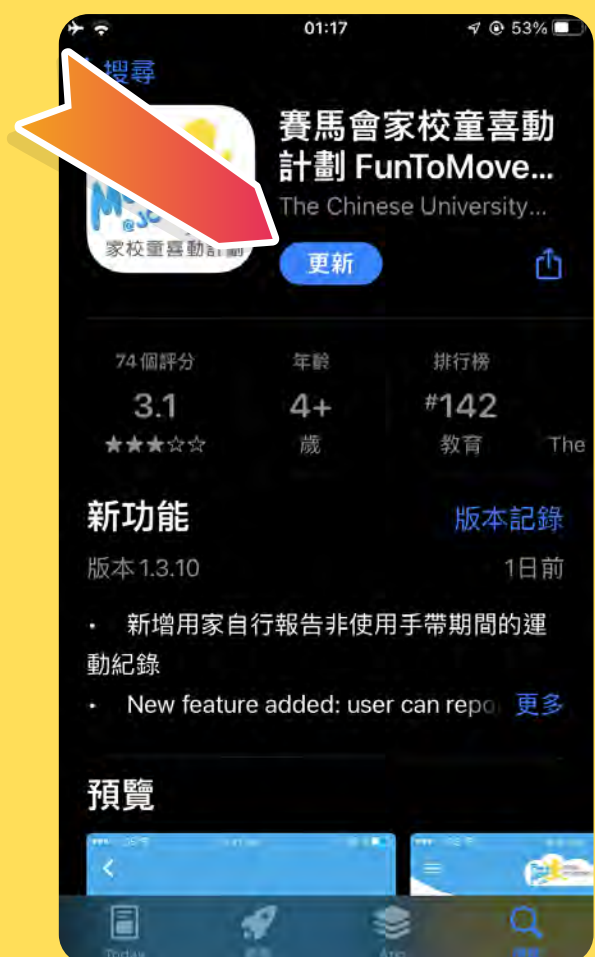 01:17
53%
搜尋
賽馬會家校童喜動
計劃 FunToMove...
The Chinese University...
家校童喜動計劃
更新
74 個評分
年齡
排行榜
3.1
4+
#142
★★★☆☆
歲
教育
The
新功能
版本記錄
版本 1.3.10
1日前
• 新增用家自行報告非使用手帶期間的運
動紀錄
• New feature added: user can repo
更多
預覽
Today
App
搜尋